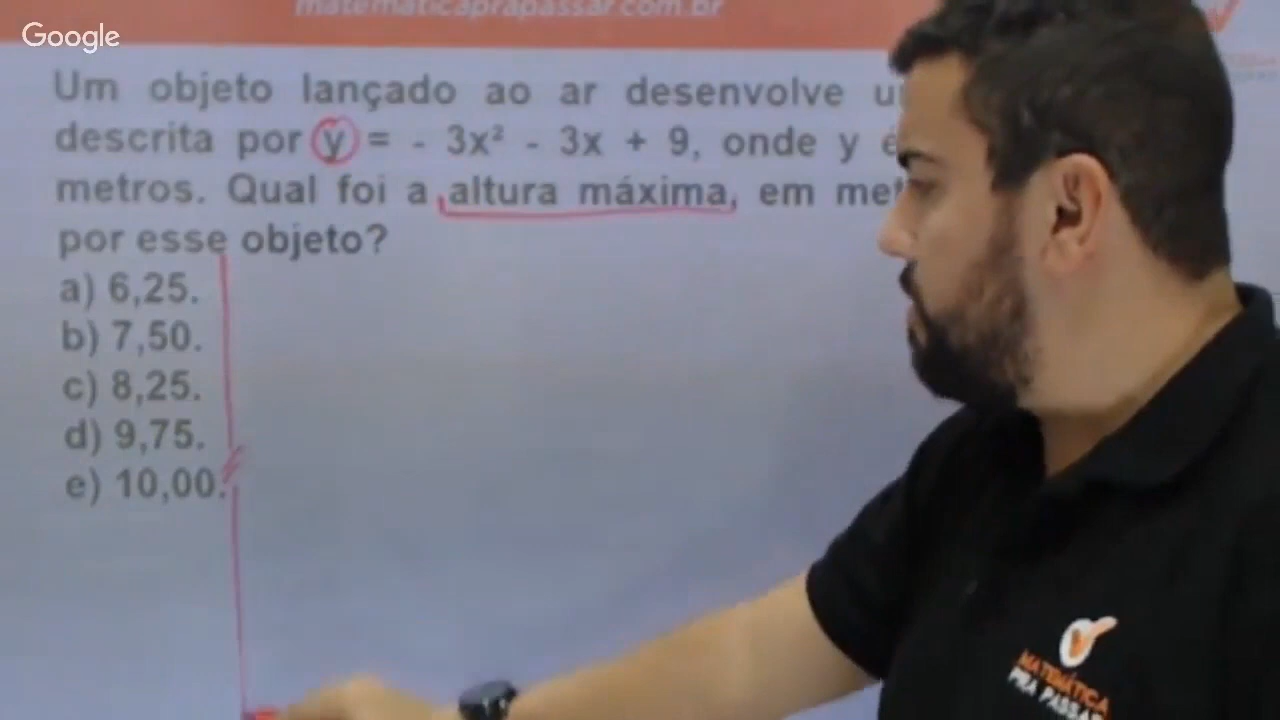 matematicaprapassar.com.br
Google
Um objeto lançado ao ar desenvolve
descrita por y = - 3x² - 3x + 9, onde y é
metros. Qual foi a altura máxima, em met
por esse objeto?
a) 6,25.
b) 7,50.
c) 8,25.
d) 9,75.
e) 10,00.
MATEMÁTICA
PRA PASSAR